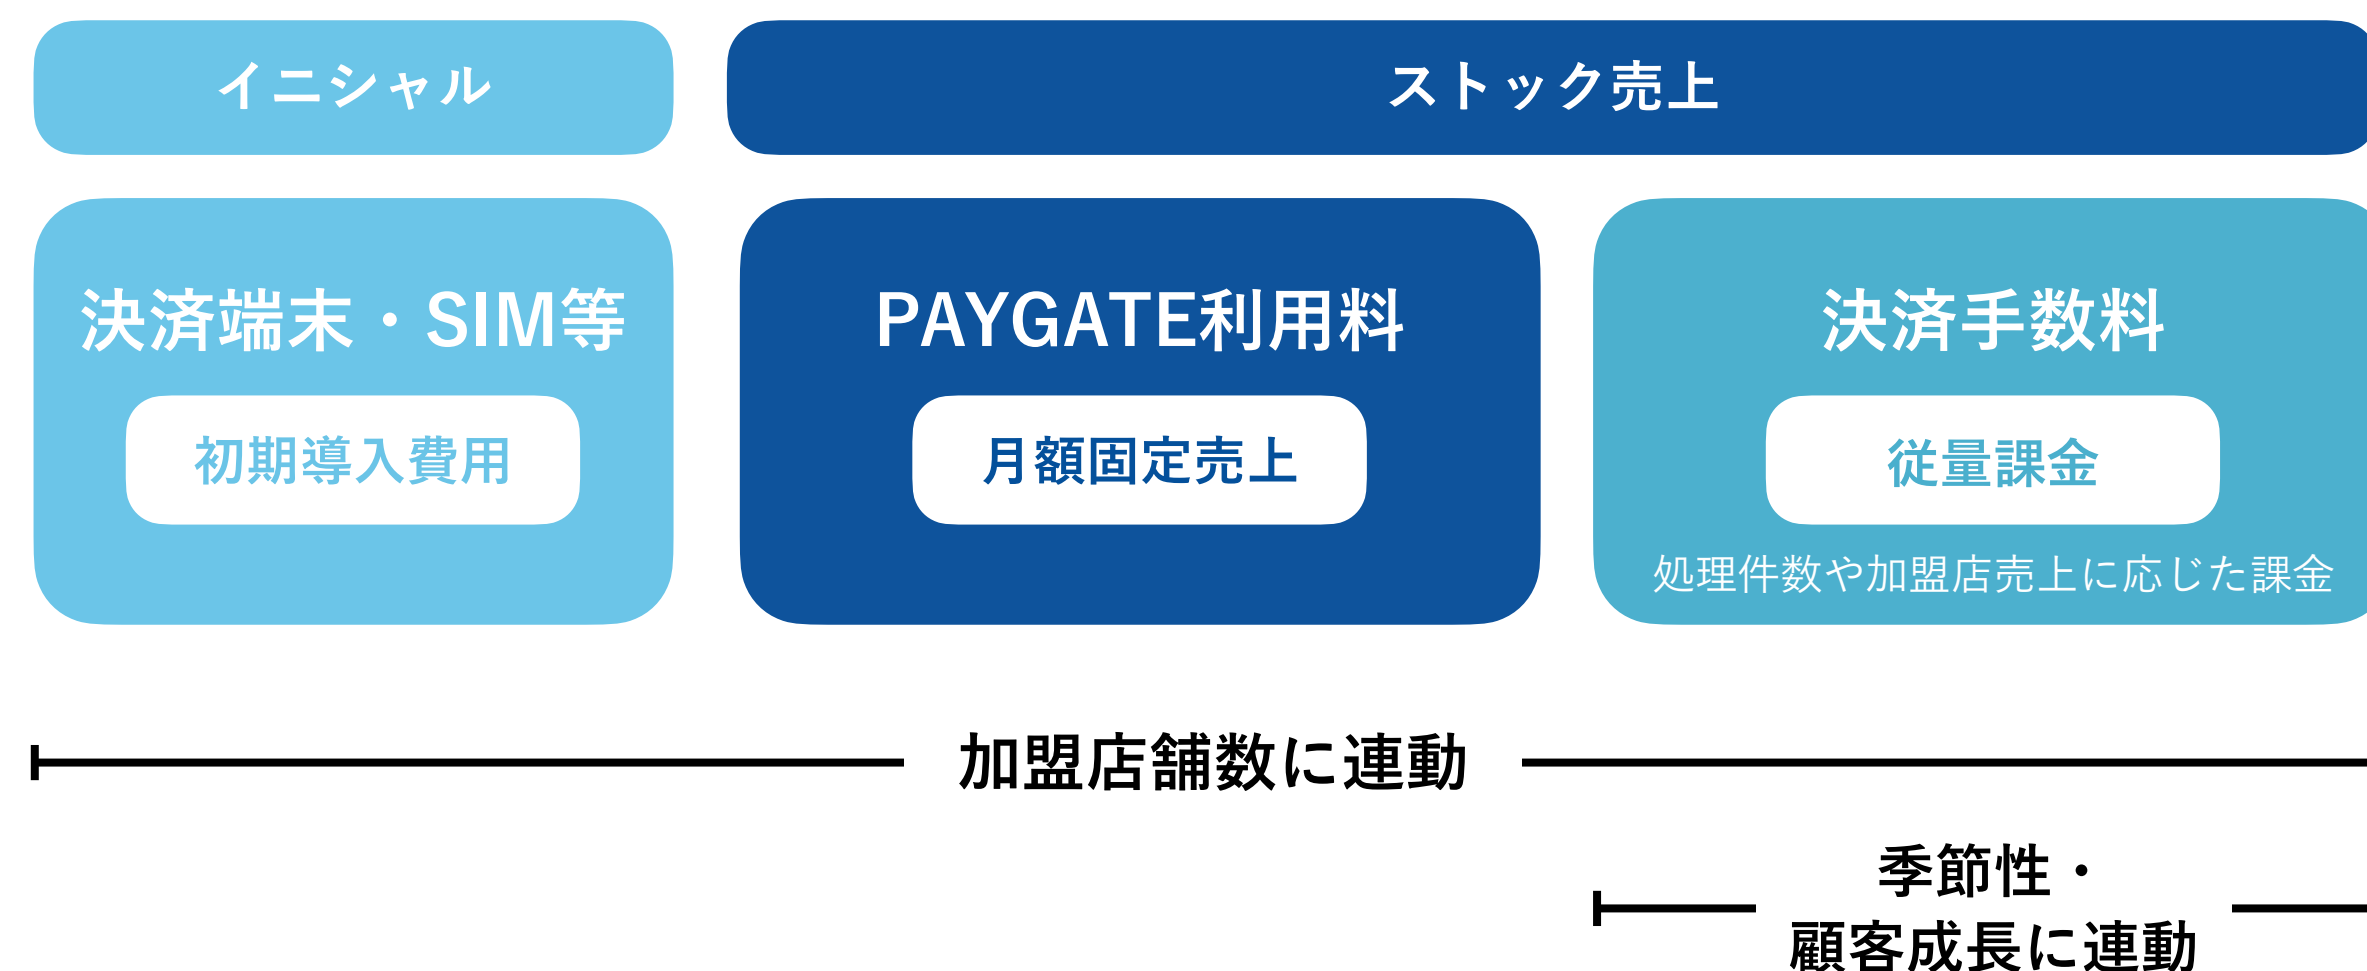 イニシャル
ストック売上
決済端末・SIM等
初期導入費用
PAYGATE利用料
月額固定売上
決済手数料
従量課金
処理件数や加盟店売上に応じた課金
加盟店舗数に連動
季節性・
顧客成長に連動